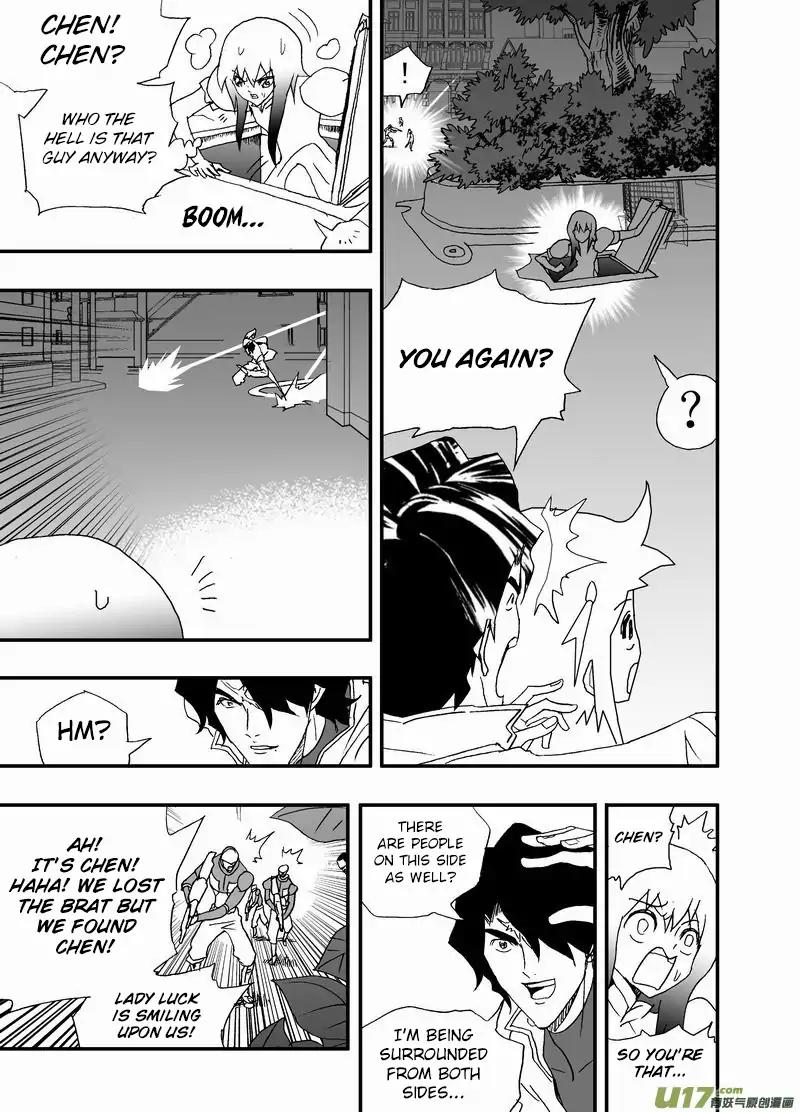 !
YOU AGAIN?
?
CHEN!
CHEN?
WHO THE
HELL IS THAT
GUY ANYWAY?
BOOM...
HM?
CHEN?
SO YOU'RE
THAT...
THERE
ARE PEOPLE
ON THIS SIDE
AS WELL?
I'M BEING
SURROUNDED
FROM BOTH
SIDES...
AH!
IT'S CHEN!
HAHA! WE LOST
THE BRAT BUT
WE FOUND
CHEN!
LADY LUCK
IS SMILING
UPON US!
U17.com
有妖气原创漫画